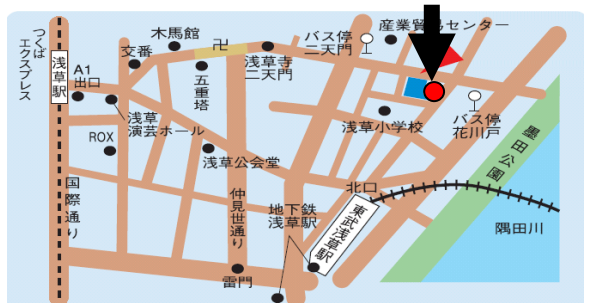 つくば
エクスプレス
浅草駅
A1
出口
交番
木馬館
卍
五重塔
浅草寺
二天門
バス停
二天門
産業貿易センター
浅草
演芸ホール
ROX
浅草公会堂
浅草小学校
バス停
花川戸
墨田公園
国際通り
仲見世通り
地下鉄
浅草駅
北口
東武浅草駅
隅田川
雷門